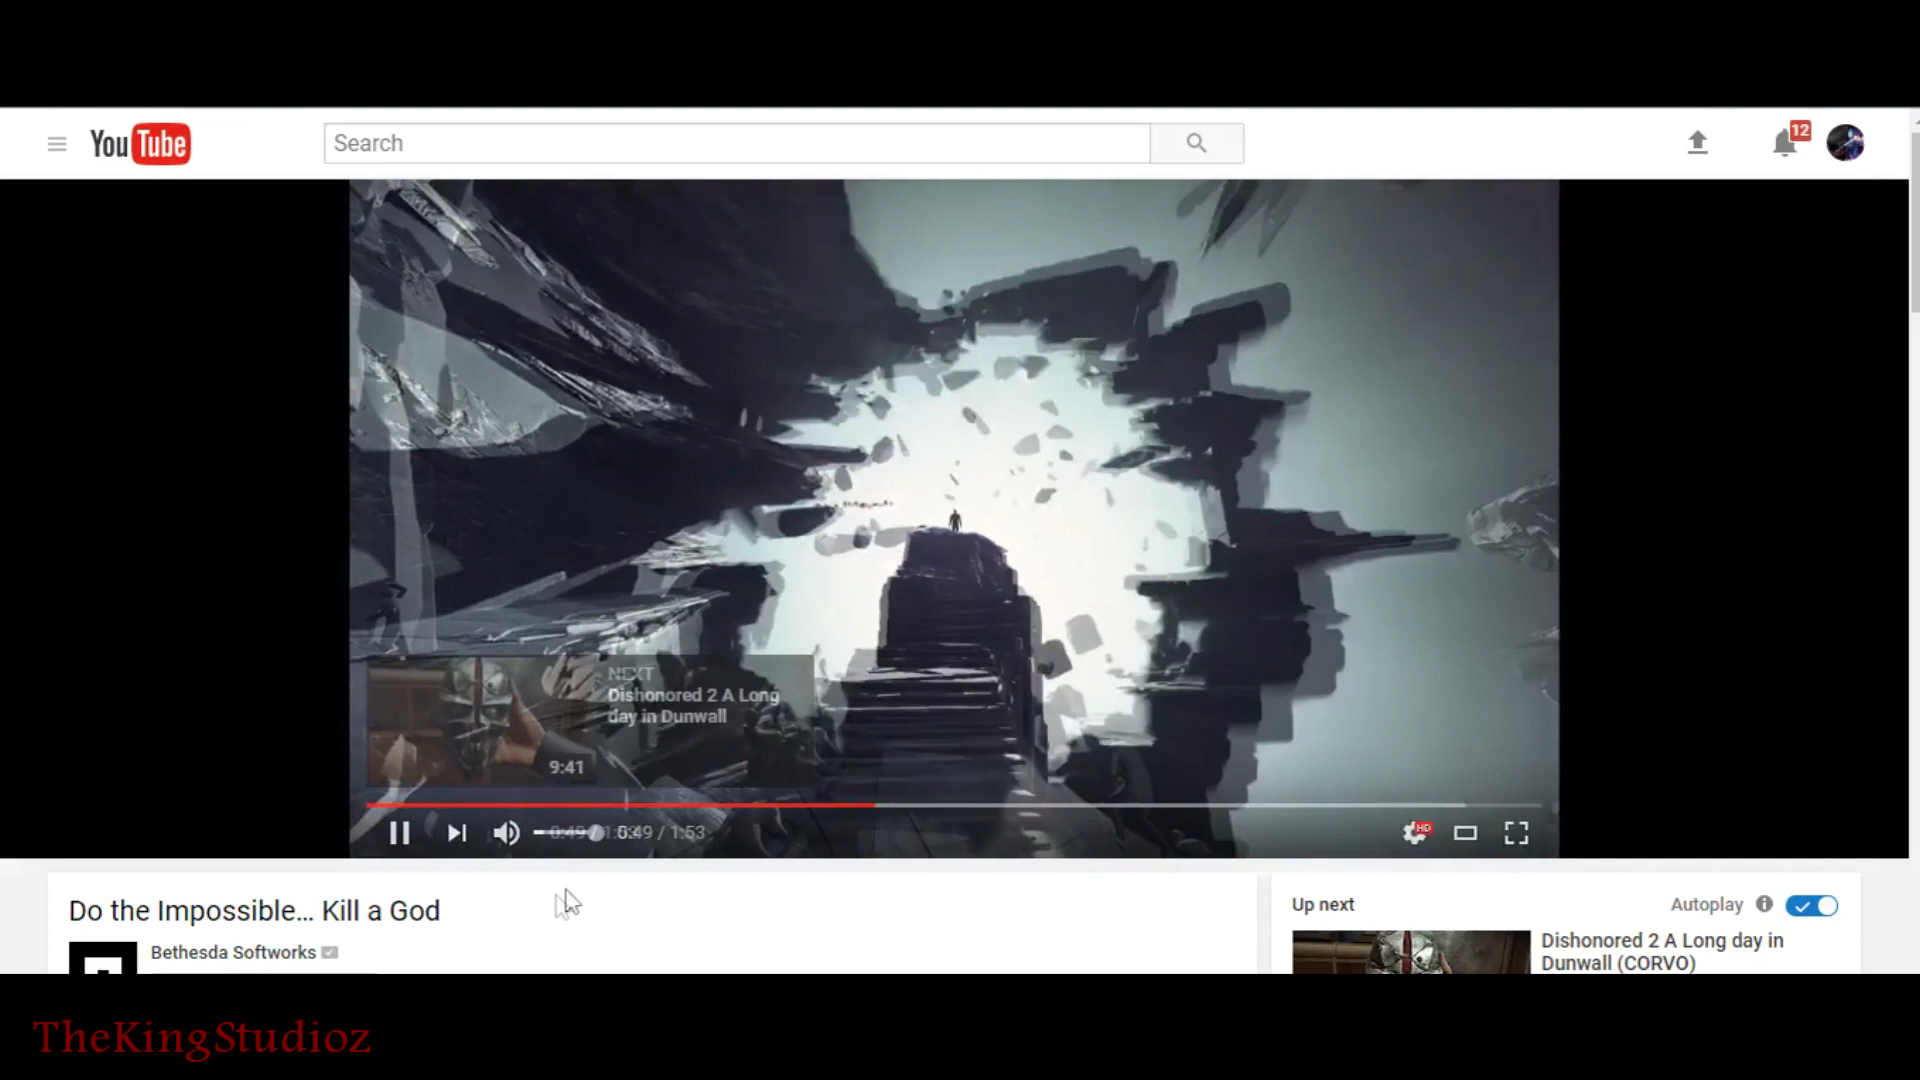 YouTube
Search
12
NEXT
Dishonored 2 A Long
day in Dunwall
9:41
0:49 / 1:53
HD
Do the Impossible... Kill a God
Bethesda Softworks
Up next
Autoplay
Dishonored 2 A Long day in
Dunwall (CORVO)
TheKingStudioz